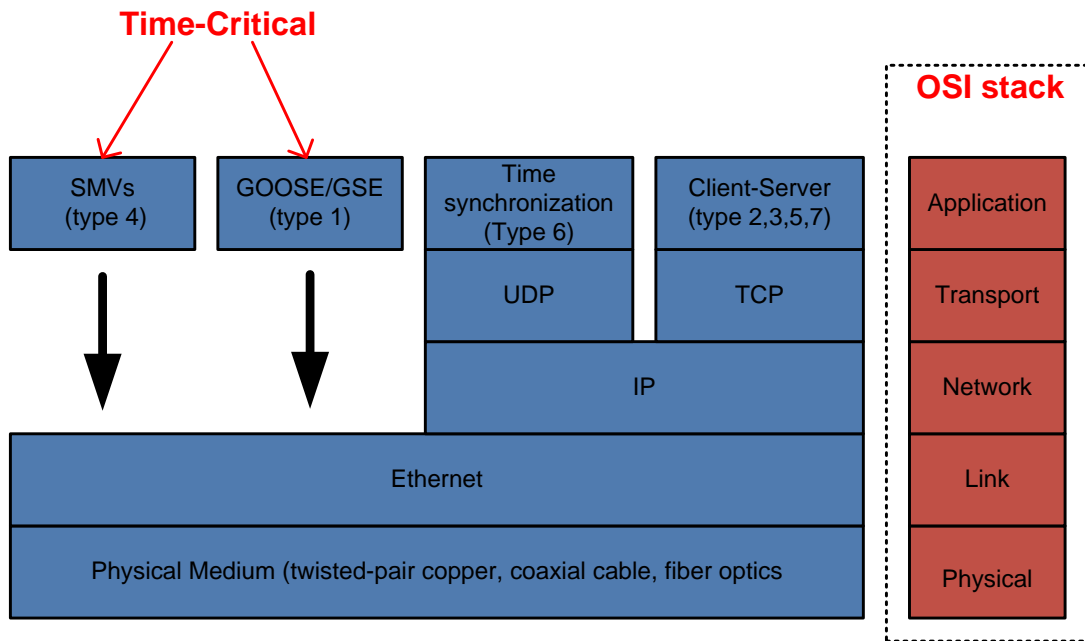 Time-Critical
OSI stack
SMVs
(type 4)
GOOSE/GSE
(type 1)
Time
synchronization
(Type 6)
Client-Server
(type 2,3,5,7)
Application
UDP
TCP
Transport
IP
Network
Ethernet
Link
Physical Medium (twisted-pair copper, coaxial cable, fiber optics
Physical